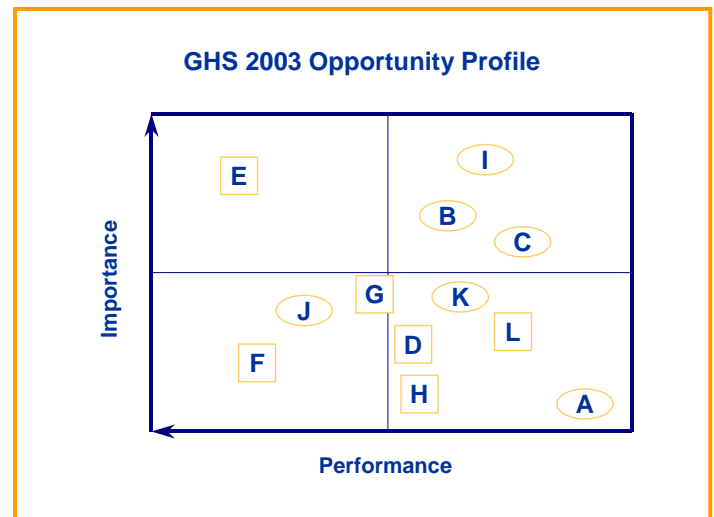 GHS 2003 Opportunity Profile
I
E
B
C
Importance
G
K
J
L
D
F
H
A
Performance